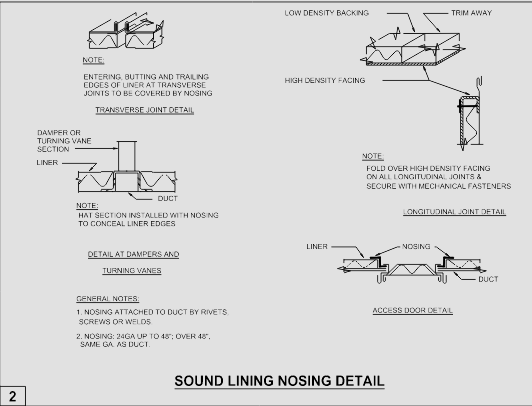 NOTE:
ENTERING, BUTTING AND TRAILING
EDGES OF LINER AT TRANSVERSE
JOINTS TO BE COVERED BY NOSING
TRANSVERSE JOINT DETAIL
LOW DENSITY BACKING
TRIM AWAY
HIGH DENSITY FACING
NOTE:
FOLD OVER HIGH DENSITY FACING
ON ALL LONGITUDINAL JOINTS &
SECURE WITH MECHANICAL FASTENERS
LONGITUDINAL JOINT DETAIL
DAMPER OR
TURNING VANE
SECTION
LINER
DUCT
NOTE:
HAT SECTION INSTALLED WITH NOSING
TO CONCEAL LINER EDGES
DETAIL AT DAMPERS AND
TURNING VANES
LINER
NOSING
DUCT
ACCESS DOOR DETAIL
GENERAL NOTES:
1. NOSING ATTACHED TO DUCT BY RIVETS.
SCREWS OR WELDS.
2. NOSING: 24GA UP TO 48"; OVER 48",
SAME GA. AS DUCT.
SOUND LINING NOSING DETAIL
2